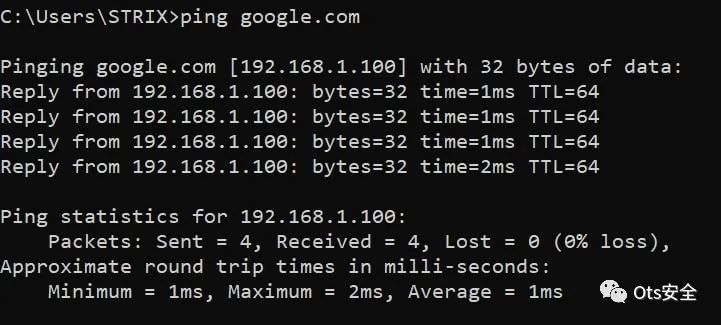 C:\Users\STRIX>ping google.com
Pinging google.com [192.168.1.100] with 32 bytes of data:
Reply from 192.168.1.100: bytes=32 time=1ms TTL=64
Reply from 192.168.1.100: bytes=32 time=1ms TTL=64
Reply from 192.168.1.100: bytes=32 time=1ms TTL=64
Reply from 192.168.1.100: bytes=32 time=2ms TTL=64
Ping statistics for 192.168.1.100:
    Packets: Sent = 4, Received = 4, Lost = 0 (0% loss),
Approximate round trip times in milli-seconds:
    Minimum = 1ms, Maximum = 2ms, Average = 1ms
Ots安全